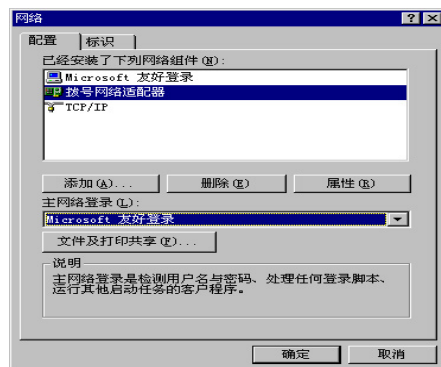 网络
配置 标识
已经安装了下列网络组件(N):
Microsoft 友好登录
拨号网络适配器
TCP/IP
添加(A)... 删除(E) 属性(R)
主网络登录(L):
Microsoft 友好登录
文件及打印共享(F)...
说明
主网络登录是检测用户名与密码、处理任何登录脚本、
运行其他启动任务的客户程序。
确定 取消